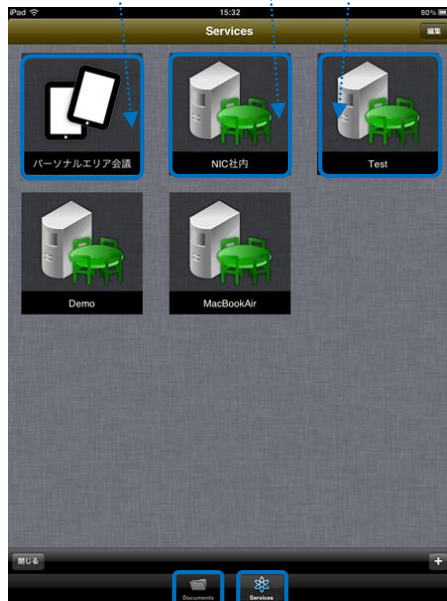 iPad 15:32 80%
Services 編集
パーソナルエリア会議 NIC社内 Test
Demo MacBookAir
閉じる +
Documents Services